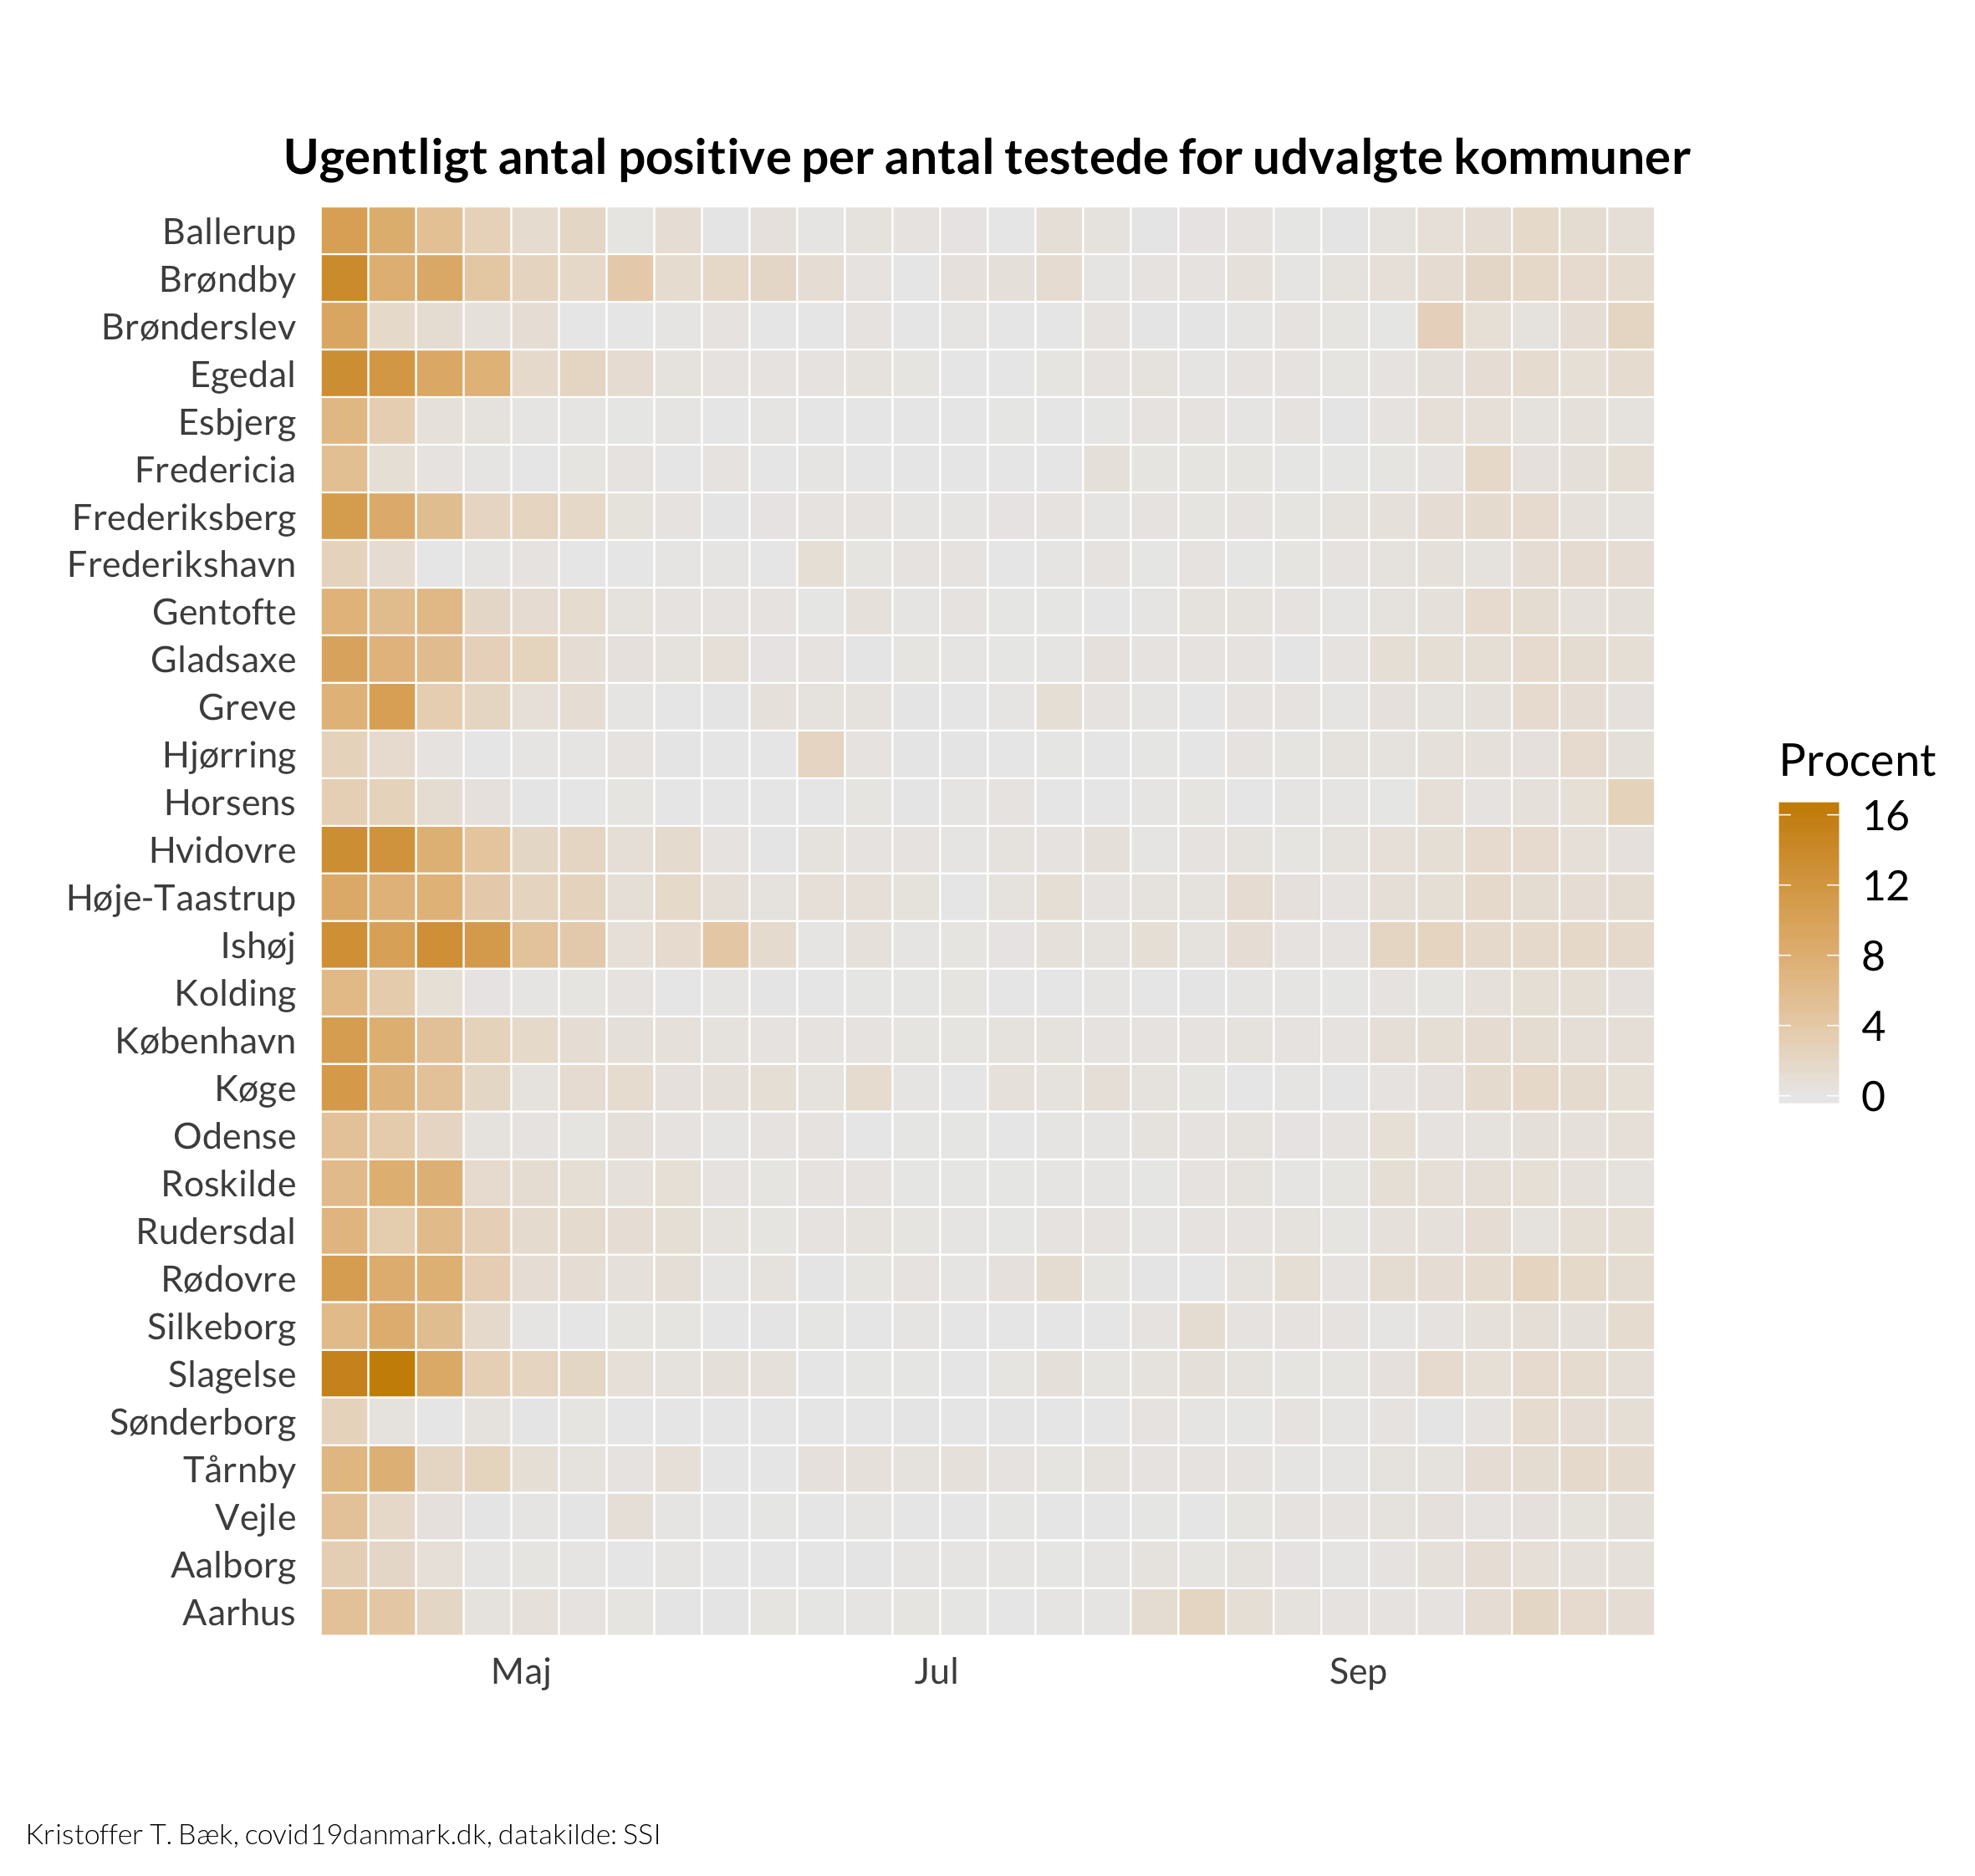 Ugentligt antal positive per antal testede for udvalgte kommuner
Ballerup
Brøndby
Brønderslev
Egedal
Esbjerg
Fredericia
Frederiksberg
Frederikshavn
Gentofte
Gladsaxe
Greve
Hjørring
Horsens
Hvidovre
Høje-Taastrup
Ishøj
Kolding
København
Køge
Odense
Roskilde
Rudersdal
Rødovre
Silkeborg
Slagelse
Sønderborg
Tårnby
Vejle
Aalborg
Aarhus
Maj
Jul
Sep
Procent
16
12
8
4
0
Kristoffer T. Bæk, covid19danmark.dk, datakilde: SSI